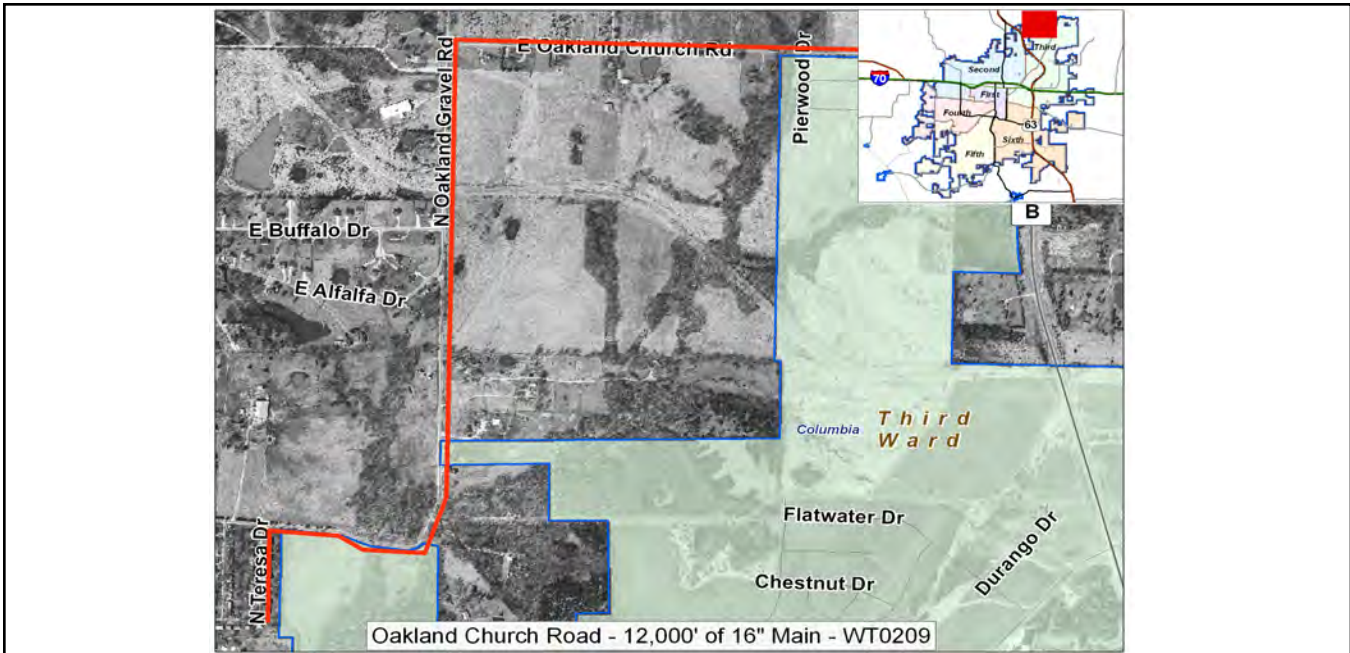 E Oakland Church Rd
N Oakland Gravel Rd
Pierwood Dr
Third
Second
70
First
Fourth
63
Sixth
Fifth
B
E Buffalo Dr
E Alfalfa Dr
Columbia
Third
Ward
Flatwater Dr
Chestnut Dr
Durango Dr
N Teresa Dr
Oakland Church Road - 12,000' of 16" Main - WT0209